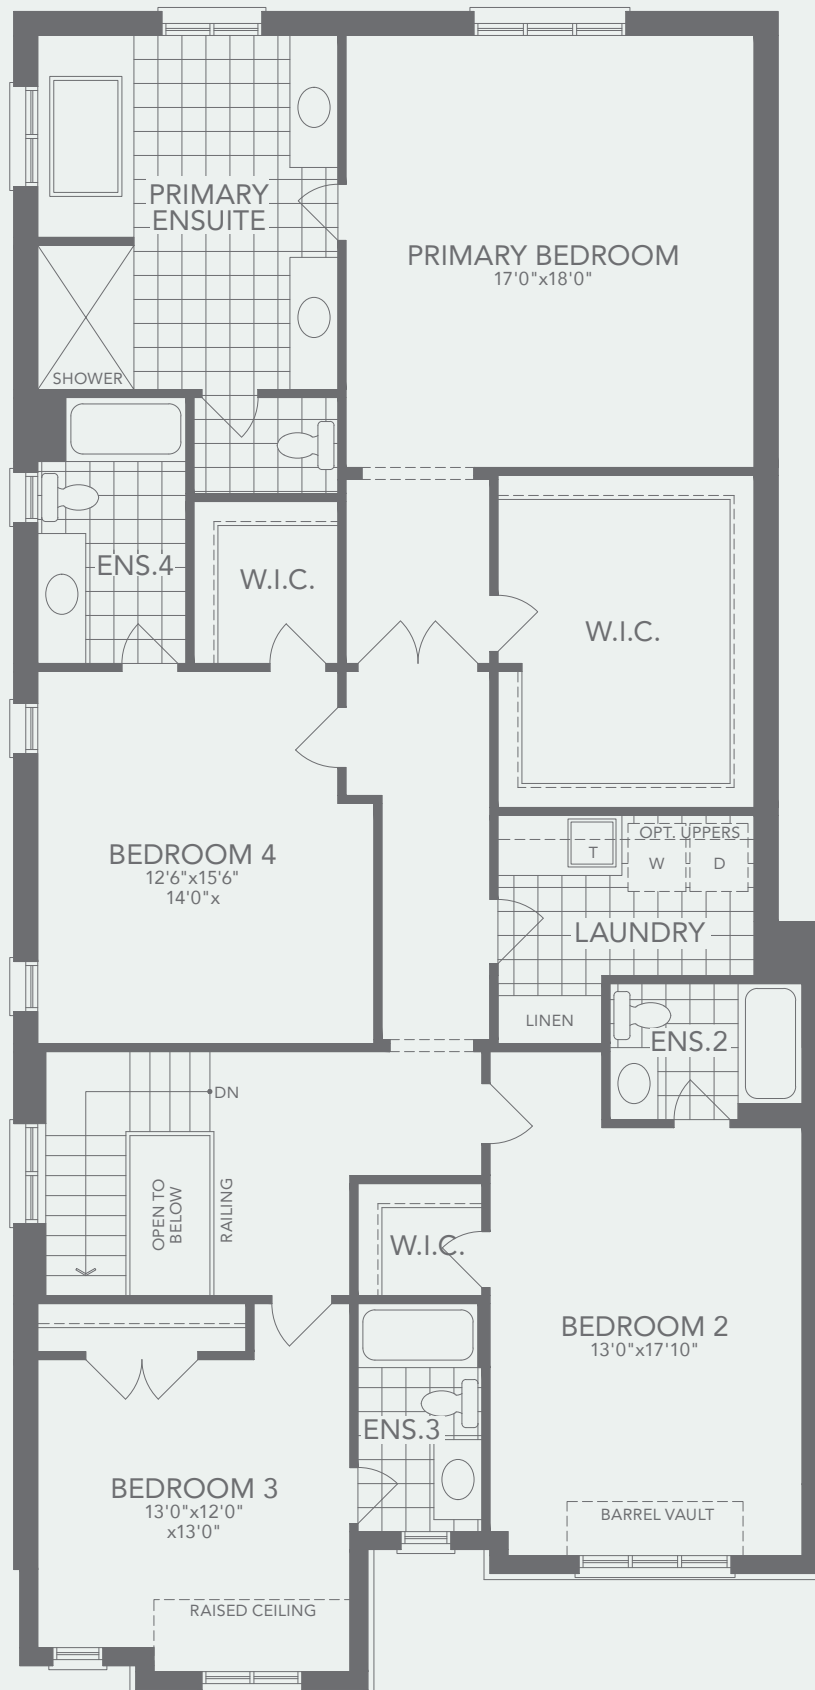 PRIMARY
ENSUITE
PRIMARY BEDROOM
17'0"x18'0"
SHOWER
ENS.4
W.I.C.
W.I.C.
BEDROOM 4
12'6"x15'6"
14'0"x
OPT. UPPERS
T
W
D
LAUNDRY
LINEN
ENS.2
DN
OPEN TO
BELOW
RAILING
W.I.C.
BEDROOM 2
13'0"x17'10"
ENS.3
BEDROOM 3
13'0"x12'0"
x13'0"
BARREL VAULT
RAISED CEILING